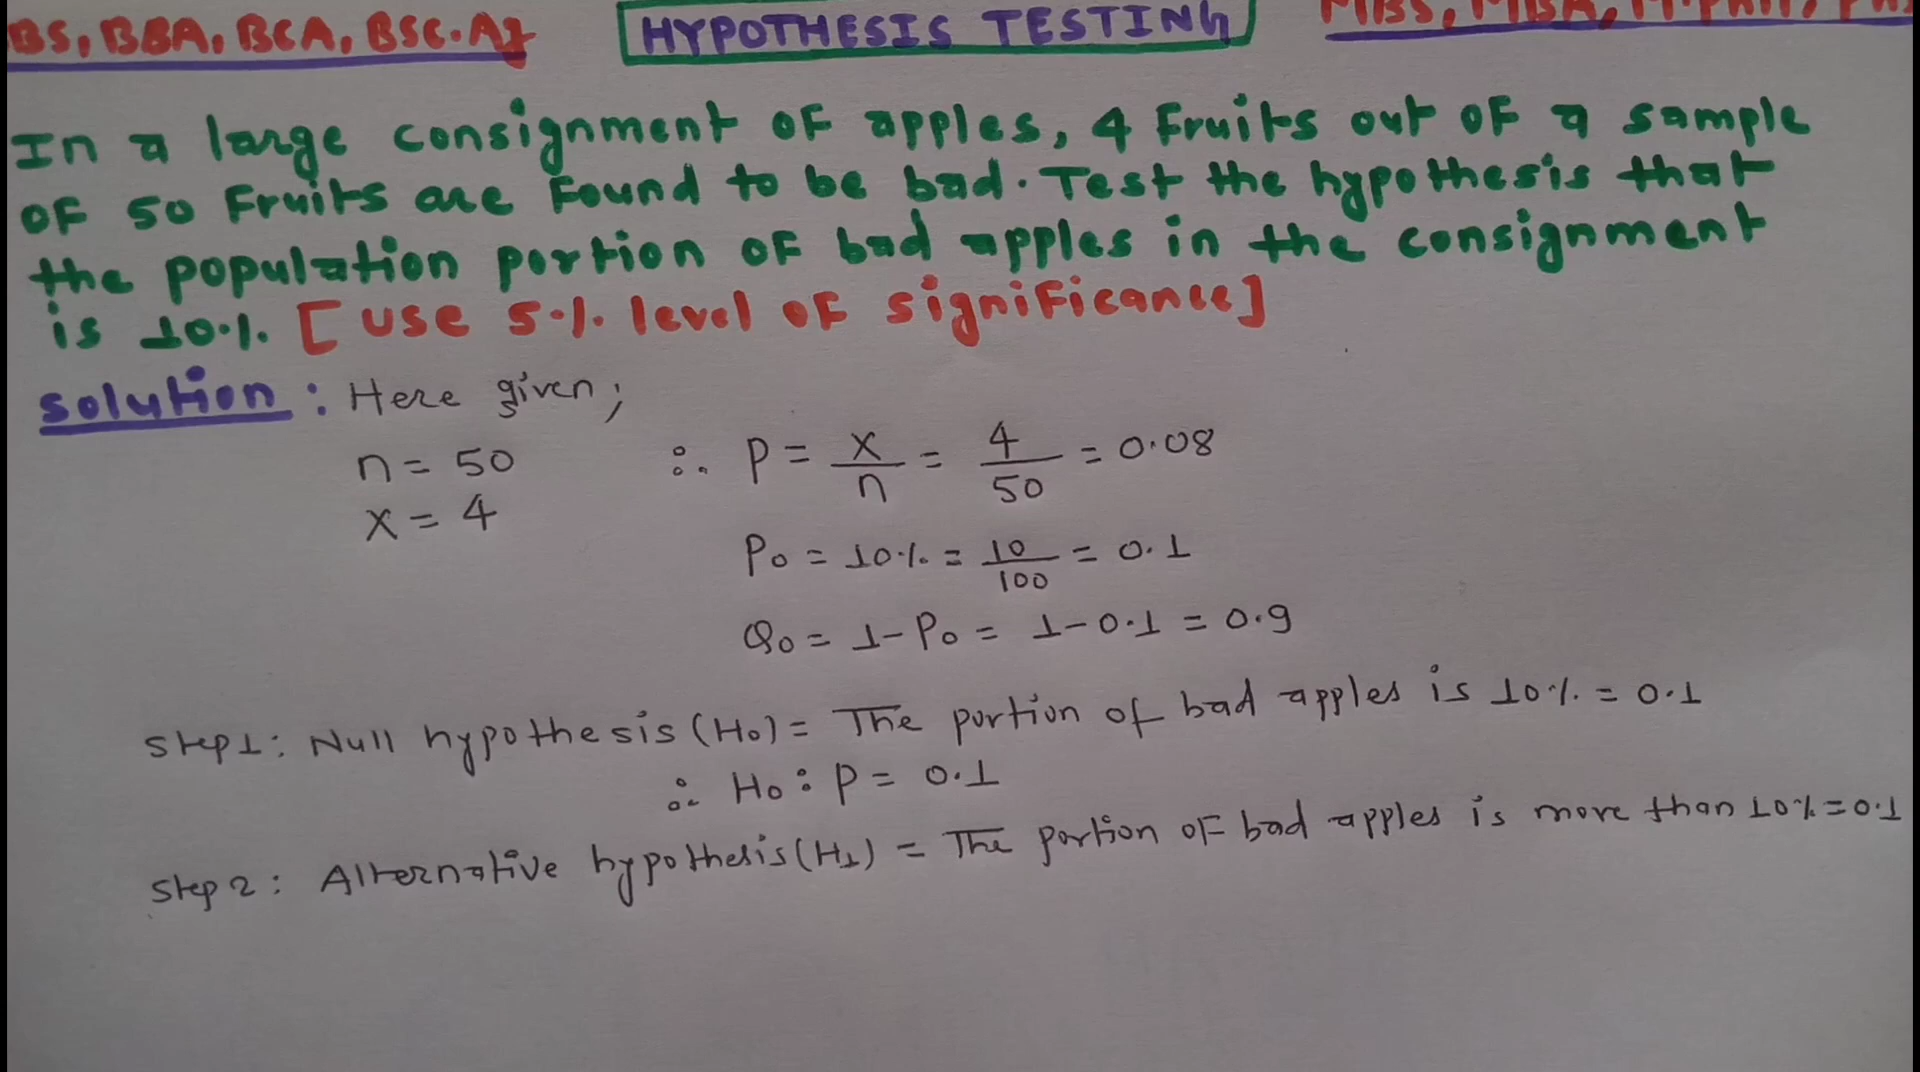 BS, BBA, BCA, BSC.Ag
HYPOTHESIS TESTING
In a large consignment of apples, 4 Fruits out of a sample
of 50 Fruits are Found to be bad. Test the hypothesis that
the population portion of bad apples in the consignment
is 10%. [Use 5% level of significance]
Solution: Here given;
n = 50
x = 4
∴ p = x/n = 4/50 = 0.08
P₀ = 10% = 10/100 = 0.1
Q₀ = 1 - P₀ = 1 - 0.1 = 0.9
Step 1: Null hypothesis (H₀) = The portion of bad apples is 10% = 0.1
∴ H₀: P = 0.1
Step 2: Alternative hypothesis (H₁) = The portion of bad apples is more than 10% = 0.1